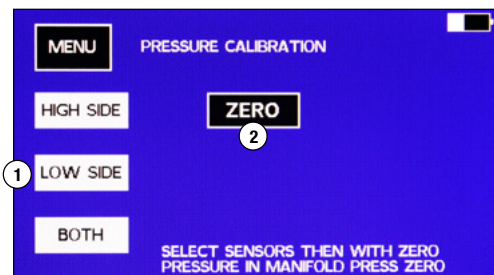 MENU
PRESSURE CALIBRATION
HIGH SIDE
ZERO
2
1
LOW SIDE
BOTH
SELECT SENSORS THEN WITH ZERO
PRESSURE IN MANIFOLD PRESS ZERO